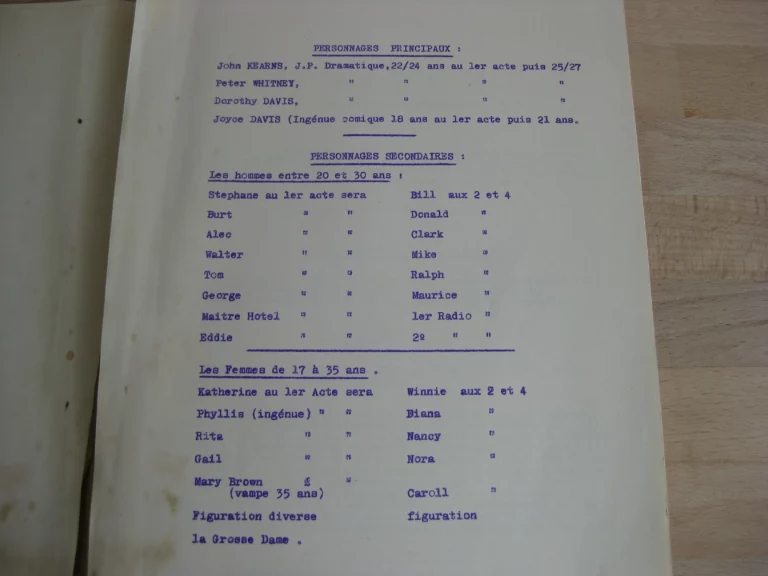 PERSONNAGES PRINCIPAUX :
John KEARNS, J.P. Dramatique,22/24 ans au 1er acte puis 25/27
Peter WHITNEY, " " " "
Dorothy DAVIS, " " " "
Joyce DAVIS (Ingénue comique 18 ans au 1er acte puis 21 ans.
PERSONNAGES SECONDAIRES :
Les hommes entre 20 et 30 ans :
Stephane au 1er acte sera Bill aux 2 et 4
Burt " " Donald "
Alec " " Clark "
Walter " " Mike "
Tom " " Ralph "
George " " Maurice "
Maitre Hotel " " 1er Radio "
Eddie " " 2º " "
Les Femmes de 17 à 35 ans .
Katherine au 1er Acte sera Winnie aux 2 et 4
Phyllis (ingénue) " " Diana "
Rita " " Nancy "
Gail " " Nora "
Mary Brown £ "
(vampe 35 ans) Caroll "
Figuration diverse figuration
la Grosse Dame .